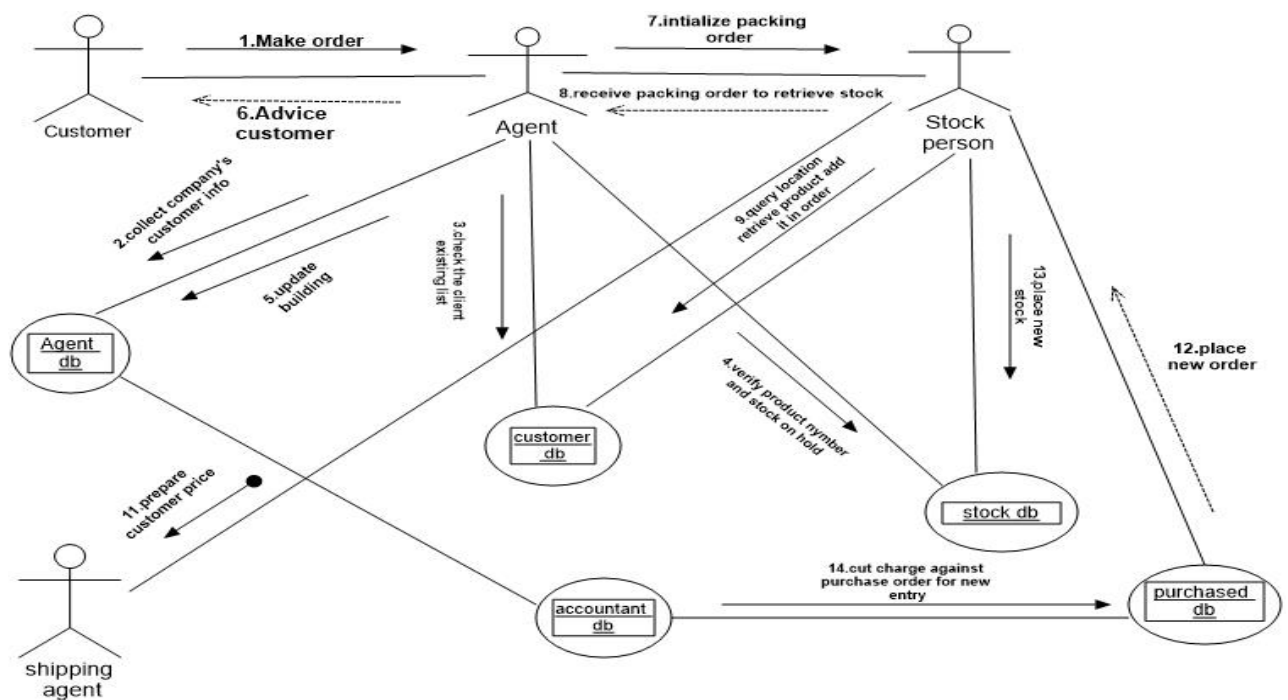 1.Make order
7.intialize packing
order
8.receive packing order to retrieve stock
6.Advice
customer
Customer
Agent
Stock
person
2.collect company's
customer info
5.update
building
3.check the client
existing list
9.query location
retrieve product add
it in order
13.place new
stock
12.place
new order
4.verify product nymber
and stock on hold
Agent
db
customer
db
stock db
11.prepare
customer price
14.cut charge against
purchase order for new
entry
accountant
db
purchased
db
shipping
agent